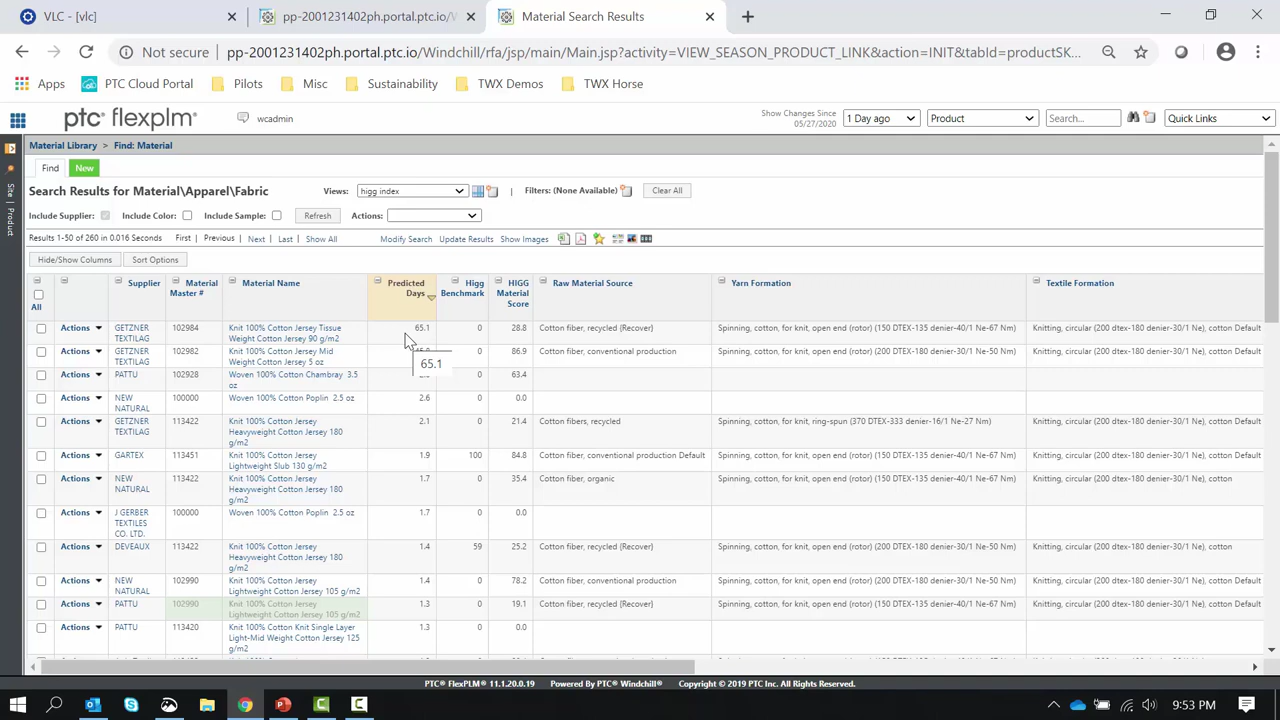 VLC - [vlc]
pp-2001231402ph.portal.ptc.io/V
Material Search Results
Not secure pp-2001231402ph.portal.ptc.io/Windchill/rfa/jsp/main/Main.jsp?activity=VIEW_SEASON_PRODUCT_LINK&action=INIT&tabId=productSK...
Apps PTC Cloud Portal Pilots Misc Sustainability TWX Demos TWX Horse
ptc flexplm wcadmin
Show Changes Since
05/27/2020
1 Day ago Product Search... Quick Links
Site Product
Material Library > Find: Material
Find New
Search Results for Material\Apparel\Fabric Views: higg index | Filters: (None Available) Clear All
Include Supplier: Include Color: Include Sample: Refresh Actions:
Results 1-50 of 260 in 0.016 Seconds First Previous Next Last Show All Modify Search Update Results Show Images
Hide/Show Columns Sort Options
All
Supplier
Material
Master #
Material Name
Predicted
Days
Higg
Benchmark
HIGG
Material
Score
Raw Material Source
Yarn Formation
Textile Formation
Actions GETZNER 102984 Knit 100% Cotton Jersey Tissue 65.1 0 28.8 Cotton fiber, recycled (Recover) Spinning, cotton, for knit, open end (rotor) (150 DTEX-135 denier-40/1 Ne-67 Nm) Knitting, circular (200 dtex-180 denier-30/1 Ne), cotton Default
TEXTILAG Weight Cotton Jersey 90 g/m2
Actions GETZNER 102982 Knit 100% Cotton Jersey Mid 0 86.9 Cotton fiber, conventional production Spinning, cotton, for knit, open end (rotor) (200 DTEX-180 denier-30/1 Ne-50 Nm) Knitting, circular (200 dtex-180 denier-30/1 Ne), cotton Default
TEXTILAG Weight Cotton Jersey 5 oz
65.1
Actions PATTU 102928 Woven 100% Cotton Chambray 3.5 0 63.4
oz
Actions NEW 100000 Woven 100% Cotton Poplin 2.5 oz 2.6 0 0.0
NATURAL
Actions GETZNER 113422 Knit 100% Cotton Jersey 2.1 0 21.4 Cotton fibers, recycled Spinning, cotton, for knit, ring-spun (370 DTEX-333 denier-16/1 Ne-27 Nm) Knitting, circular (200 dtex-180 denier-30/1 Ne), cotton Default
TEXTILAG Heavyweight Cotton Jersey 180
g/m2
Actions GARTEX 113451 Knit 100% Cotton Jersey 1.9 100 84.8 Cotton fiber, conventional production Default Spinning, cotton, for knit, open end (rotor) (150 DTEX-135 denier-40/1 Ne-67 Nm) Knitting, circular (200 dtex-180 denier-30/1 Ne), cotton Default
Lightweight Slub 130 g/m2
Actions NEW 113422 Knit 100% Cotton Jersey 1.7 0 35.4 Cotton fiber, organic Spinning, cotton, for knit, open end (rotor) (150 DTEX-135 denier-40/1 Ne-67 Nm) Knitting, circular (200 dtex-180 denier-30/1 Ne), cotton
NATURAL Heavyweight Cotton Jersey 180
g/m2
Actions J GERBER 100000 Woven 100% Cotton Poplin 2.5 oz 1.7 0 0.0
TEXTILES
CO. LTD.
Actions DEVEAUX 113422 Knit 100% Cotton Jersey 1.4 59 25.2 Cotton fiber, recycled (Recover) Spinning, cotton, for knit, open end (rotor) (200 DTEX-180 denier-30/1 Ne-50 Nm) Knitting, circular (200 dtex-180 denier-30/1 Ne), cotton
Heavyweight Cotton Jersey 180
g/m2
Actions NEW 102990 Knit 100% Cotton Jersey 1.4 0 78.2 Cotton fiber, conventional production Spinning, cotton, for knit, open end (rotor) (200 DTEX-180 denier-30/1 Ne-50 Nm) Knitting, circular (200 dtex-180 denier-30/1 Ne), cotton
NATURAL Lightweight Cotton Jersey 105 g/m2
Actions PATTU 102990 Knit 100% Cotton Jersey 1.3 0 19.1 Cotton fiber, recycled (Recover) Spinning, cotton, for knit, open end (rotor) (150 DTEX-135 denier-40/1 Ne-67 Nm) Knitting, circular (200 dtex-180 denier-30/1 Ne), cotton Default
Lightweight Cotton Jersey 105 g/m2
Actions PATTU 113420 Knit 100% Cotton Knit Single Layer 1.3 0 0.0
Light-Mid Weight Cotton Jersey 125
g/m2
PTC® FlexPLM ® 11.1.20.0.19 Powered By PTC® Windchill® Copyright © 2019 PTC Inc. All Rights Reserved.
9:53 PM